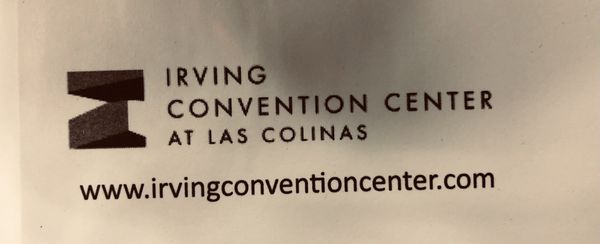 IRVING
CONVENTION CENTER
AT LAS COLINAS
www.irvingconventioncenter.com